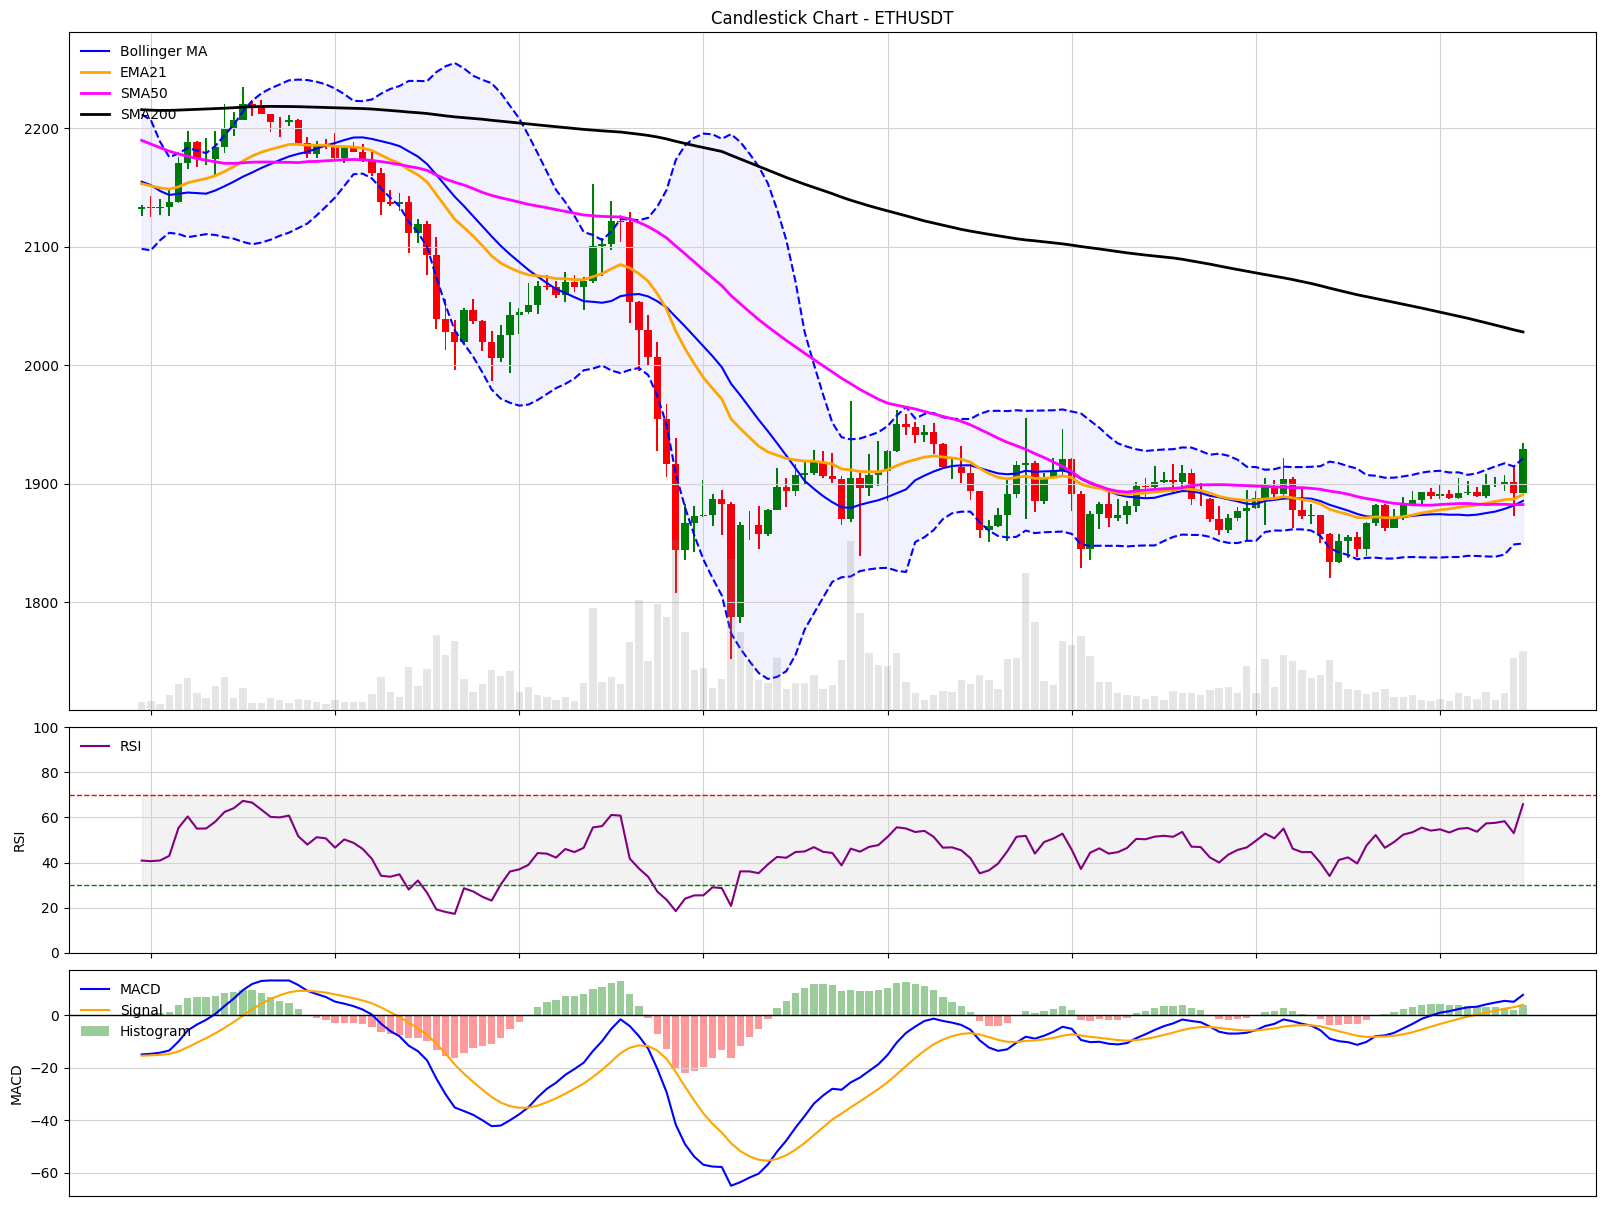 Candlestick Chart - ETHUSDT
Bollinger MA
EMA21
SMA50
SMA200
2200
2100
2000
1900
1800
RSI
100
80
60
40
20
0
RSI
MACD
Signal
Histogram
0
−20
−40
−60
MACD